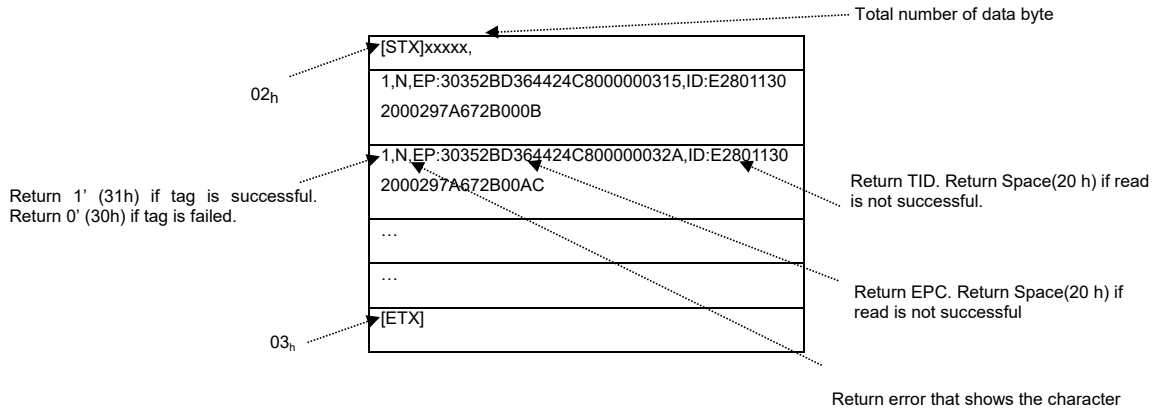 Total number of data byte
[STX]xxxxx,
02h
1,N,EP:30352BD364424C8000000315,ID:E2801130
2000297A672B000B
1,N,EP:30352BD364424C800000032A,ID:E2801130
2000297A672B00AC
Return 1’ (31h) if tag is successful.
Return 0’ (30h) if tag is failed.
Return TID. Return Space(20 h) if read
is not successful.
…
…
Return EPC. Return Space(20 h) if
read is not successful
[ETX]
03h
Return error that shows the character